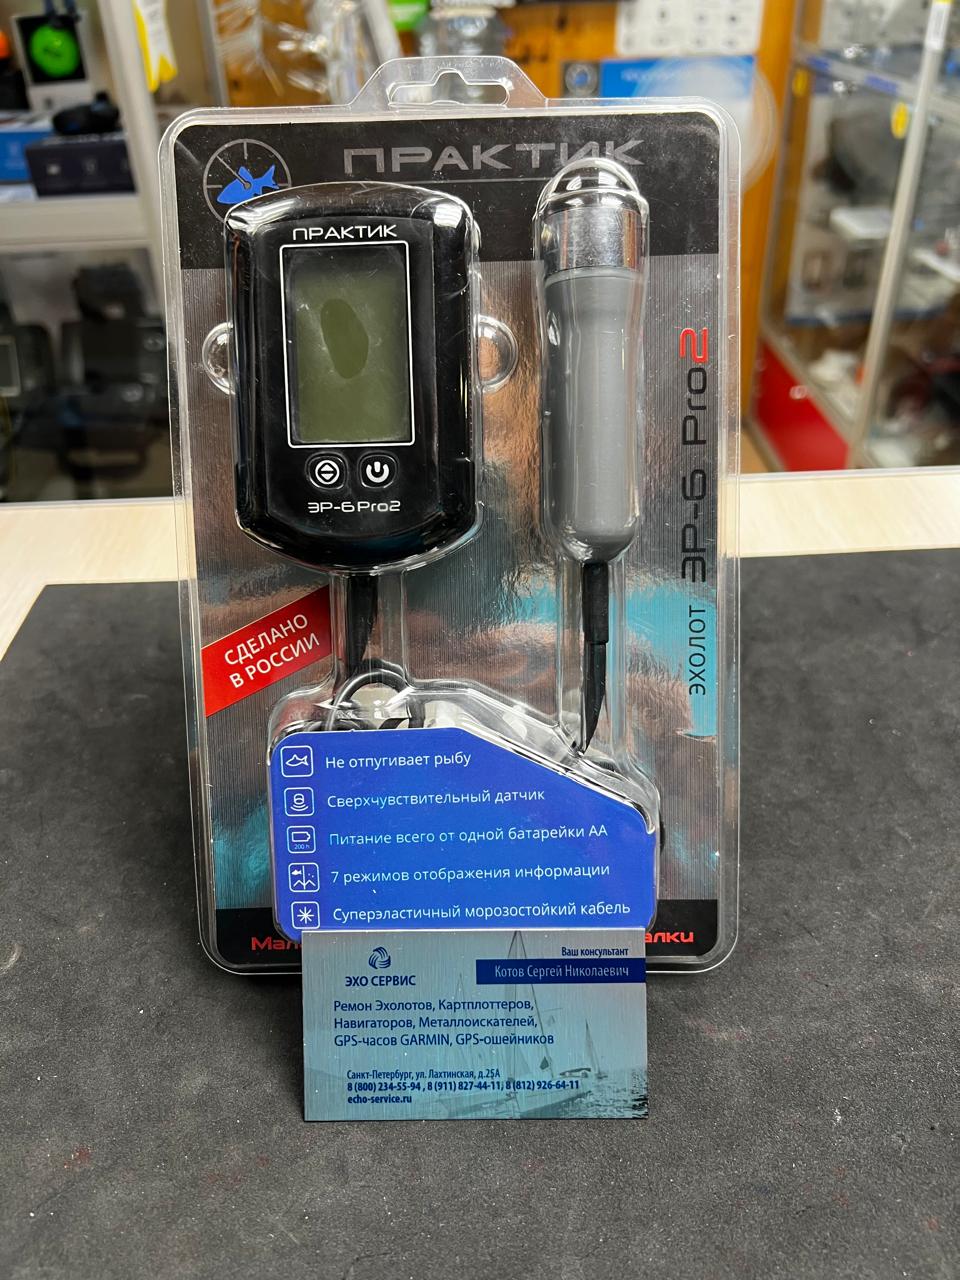 ПРАКТИК
ПРАКТИК
ЭР-6 Pro2
ЭХОЛОТ ЭР-6 Pro2
СДЕЛАНО
В РОССИИ
Не отпугивает рыбу
Сверхчувствительный датчик
200 h
Питание всего от одной батарейки АА
7 режимов отображения информации
Суперэластичный морозостойкий кабель
ЭХО СЕРВИС
Ваш консультант
Котов Сергей Николаевич
Ремон Эхолотов, Картплоттеров,
Навигаторов, Металлоискателей,
GPS-часов GARMIN, GPS-ошейников
Санкт-Петербург, ул. Лахтинская, д.25А
8 (800) 234-55-94 , 8 (911) 827-44-11, 8 (812) 926-64-11
echo-service.ru